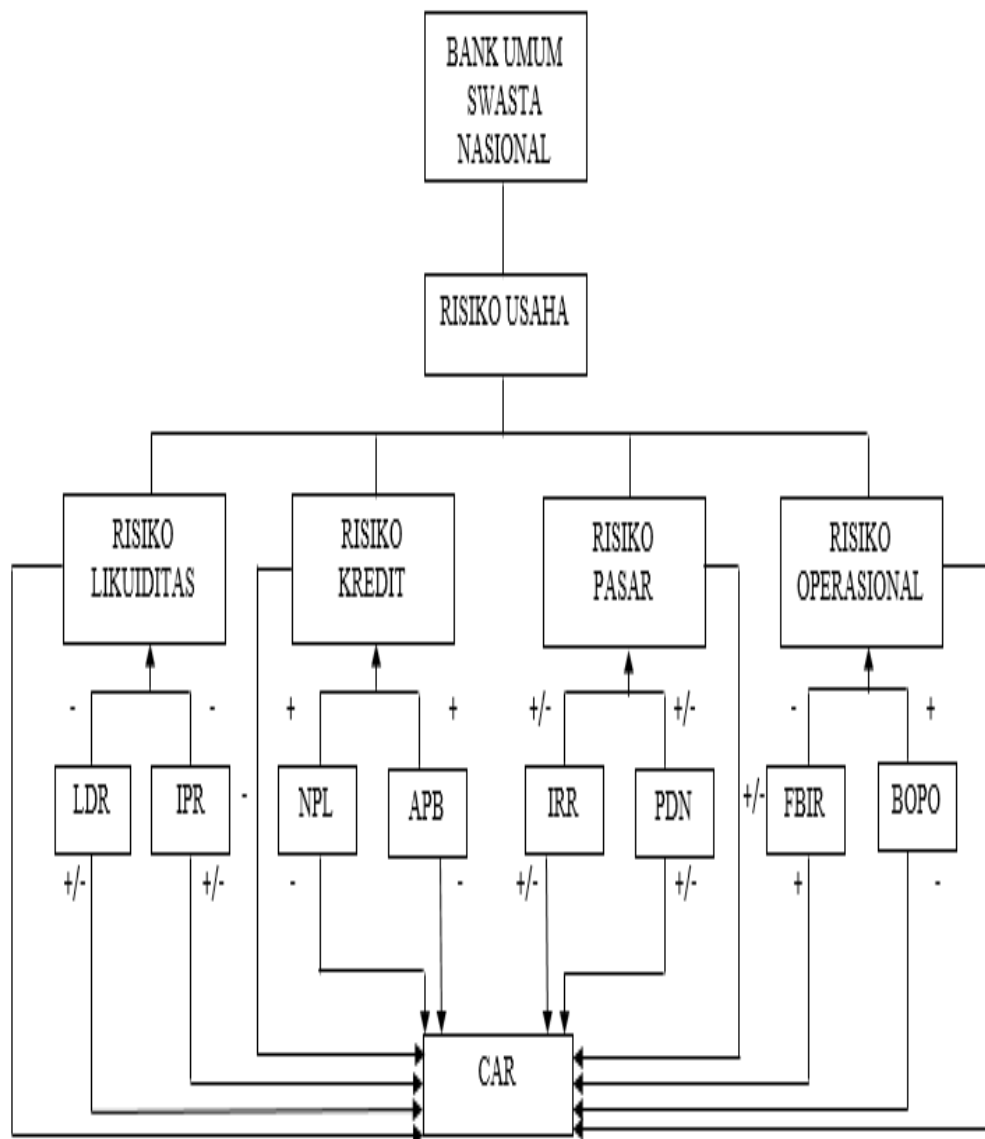 BANK UMUM
SWASTA
NASIONAL
RISIKO USAHA
RISIKO
LIKUIDITAS
RISIKO
KREDIT
RISIKO
PASAR
RISIKO
OPERASIONAL
- - + + +/- +/- - +
LDR IPR - NPL APB IRR PDN +/- FBIR BOPO
+/- +/- - - +/- +/- + -
CAR